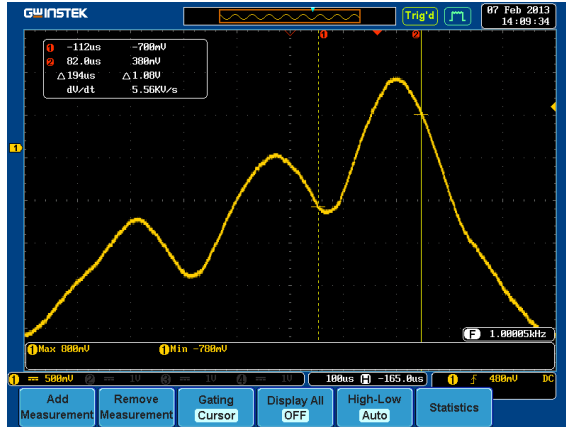 GWINSTEK
Trig'd
07 Feb 2013
14:09:34
1 -112us -700mV
2 82.0us 380mV
△194us △1.08V
dV/dt 5.56KV/s
1
2
1
F 1.00005kHz
1 Max 800mV 1 Min -780mV
1 500mV 2 1V 3 1V 4 1V 100us H -165.0us 1 480mV DC
Add Measurement
Remove Measurement
Gating Cursor
Display All OFF
High-Low Auto
Statistics